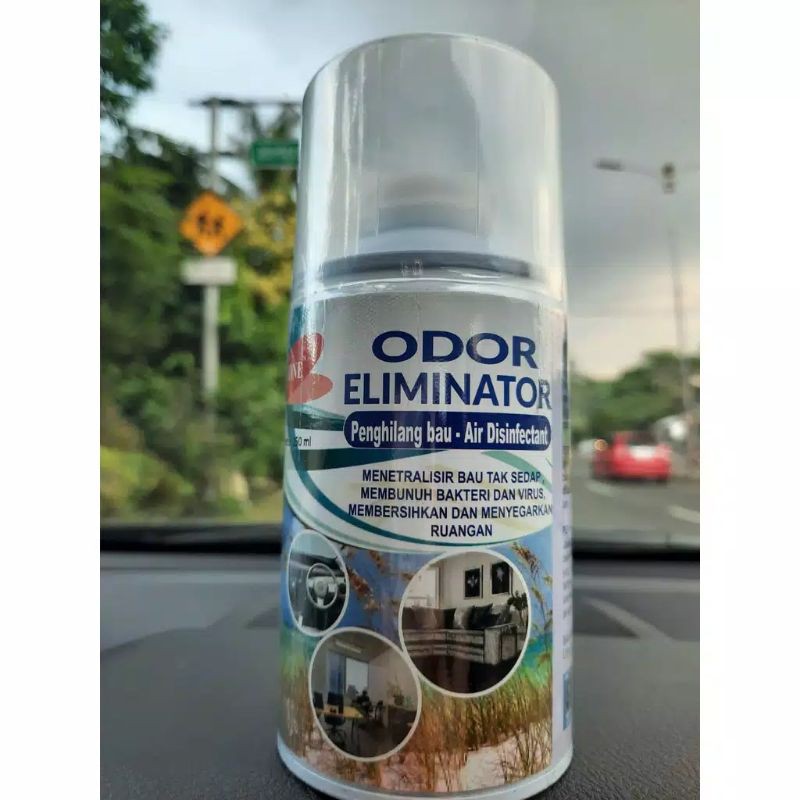 ODOR
ELIMINATOR
Penghilang bau - Air Disinfectant
MENETRALISIR BAU TAK SEDAP,
MEMBUNUH BAKTERI DAN VIRUS,
MEMBERSIHKAN DAN MENYEGARKAN
RUANGAN